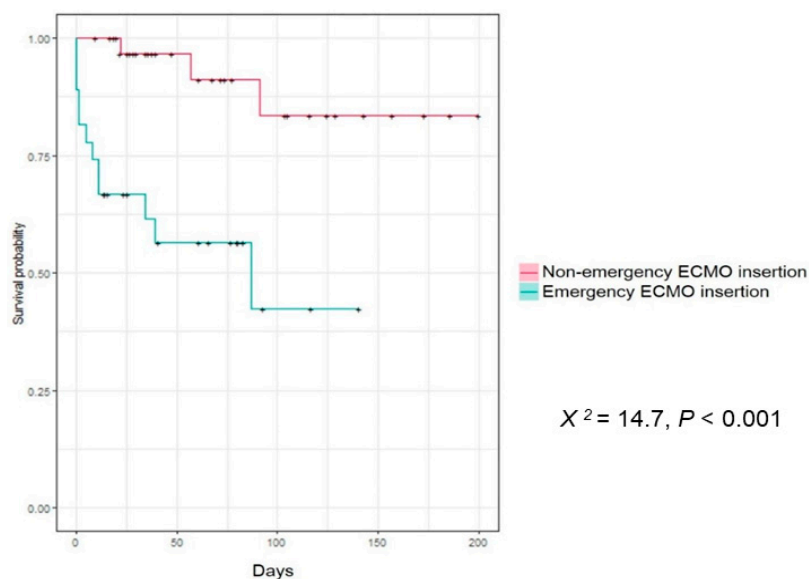 1.00
0.75
0.50
0.25
0.00
Survival probability
0
50
100
150
200
Days
Non-emergency ECMO insertion
Emergency ECMO insertion
X ² = 14.7, P < 0.001